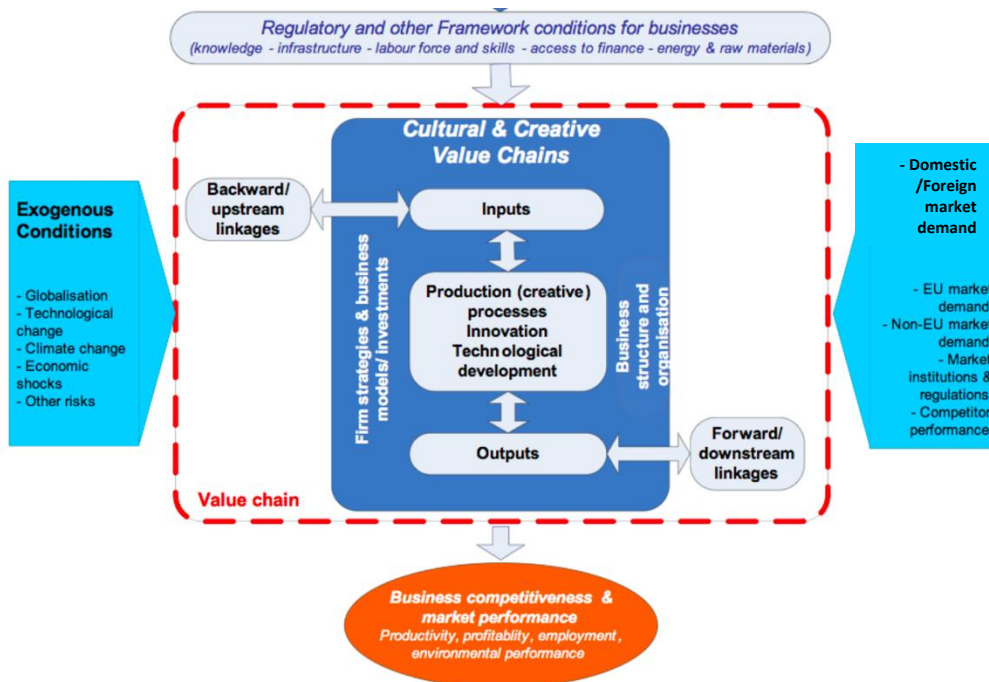 Regulatory and other Framework conditions for businesses
(knowledge - infrastructure - labour force and skills - access to finance - energy & raw materials)
Cultural & Creative
Value Chains
Backward/
upstream
linkages
Inputs
Exogenous
Conditions
- Globalisation
- Technological
change
- Climate change
- Economic
shocks
- Other risks
Firm strategies & business
models/ investments
Production (creative)
processes
Innovation
Technological
development
Business
structure and
organisation
Outputs
Forward/
downstream
linkages
Value chain
- Domestic
/Foreign
market
demand
- EU market
demand
- Non-EU market
demand
- Market
institutions &
regulations
- Competitor
performance
Business competitiveness &
market performance
Productivity, profitablity, employment,
environmental performance